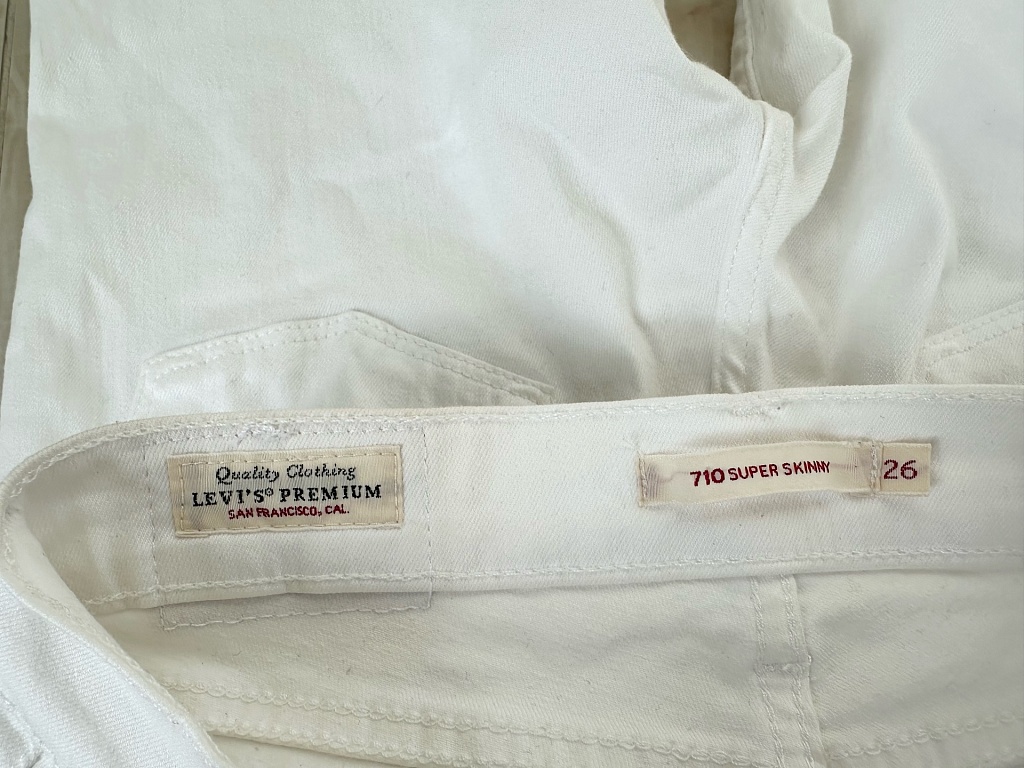 Quality Clothing
LEVI'S® PREMIUM
SAN FRANCISCO, CAL.
710 SUPER SKINNY
26